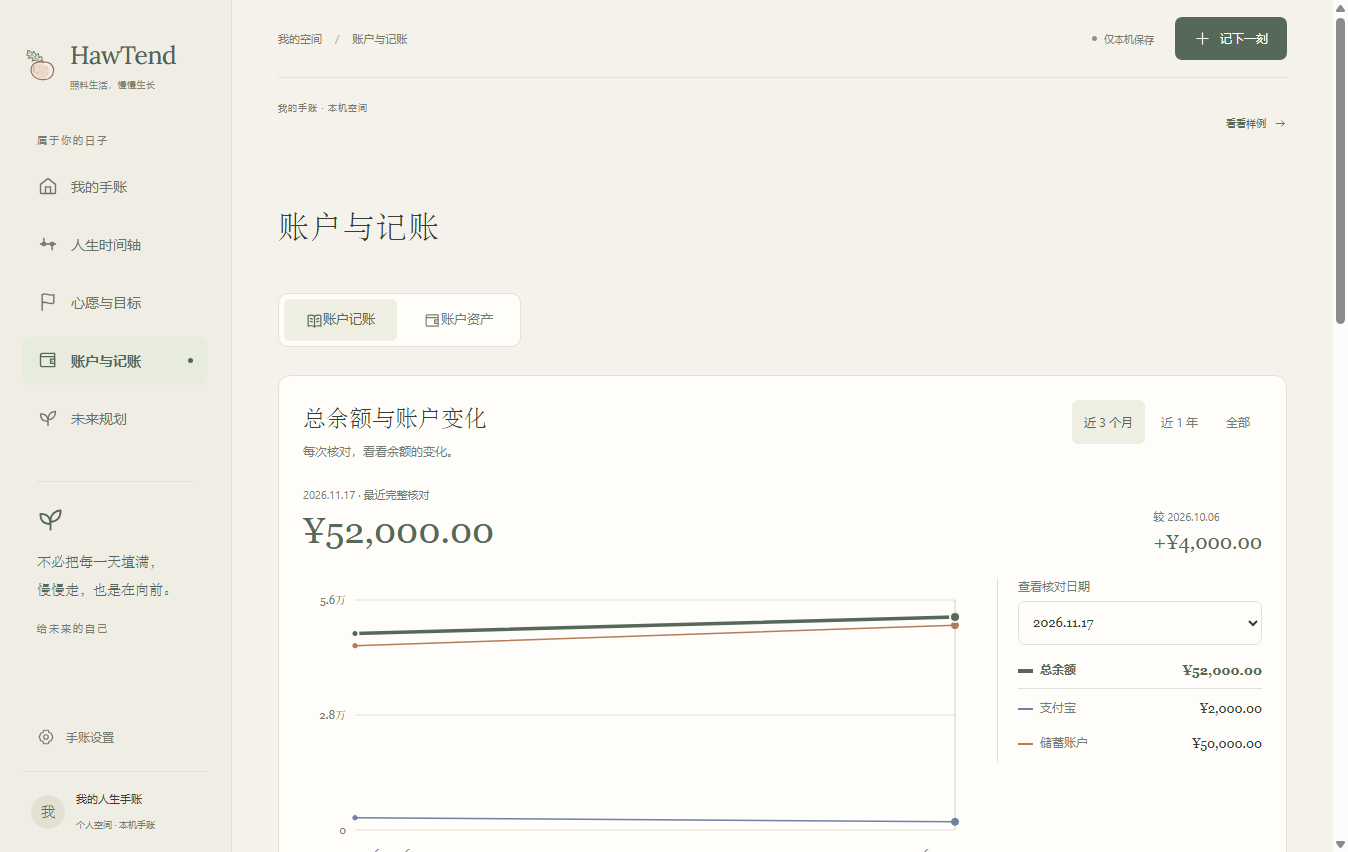 HawTend
照料生活，慢慢生长
属于你的日子
我的手账
人生时间轴
心愿与目标
账户与记账
未来规划
不必把每一天填满，
慢慢走，也是在向前。
给未来的自己
手账设置
我
我的人生手账
个人空间 · 本机手账
我的空间 / 账户与记账
仅本机保存
记下一刻
我的手账 · 本机空间
看看样例 →
账户与记账
账户记账
账户资产
总余额与账户变化
每次核对，看看余额的变化。
近 3 个月
近 1 年
全部
2026.11.17 · 最近完整核对
¥52,000.00
较 2026.10.06
+¥4,000.00
5.6万
2.8万
0
查看核对日期
2026.11.17
总余额 ¥52,000.00
支付宝 ¥2,000.00
储蓄账户 ¥50,000.00